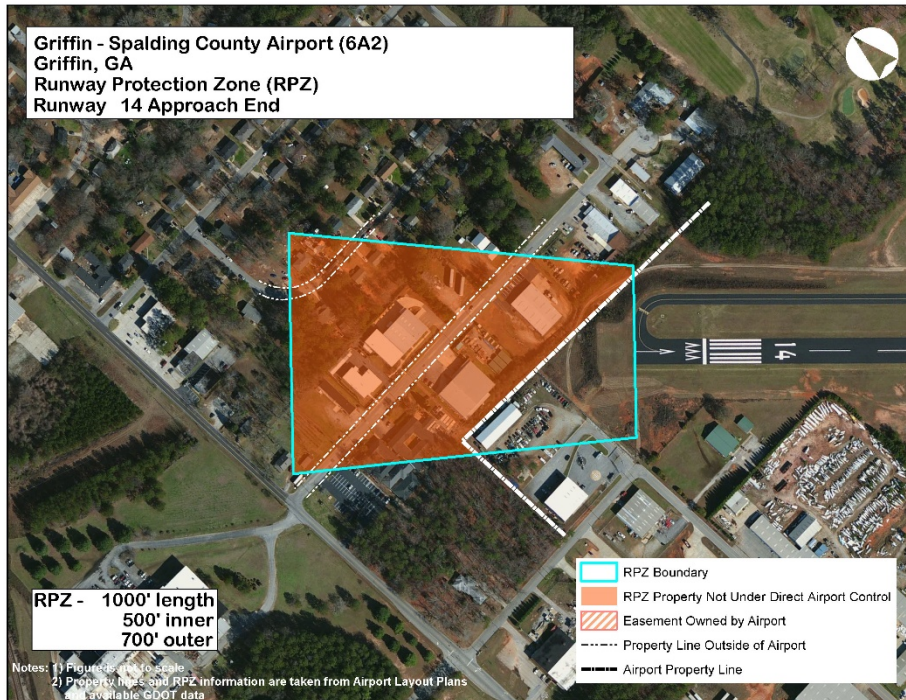 Griffin - Spalding County Airport (6A2)
Griffin, GA
Runway Protection Zone (RPZ)
Runway 14 Approach End
14
RPZ - 1000' length
500' inner
700' outer
RPZ Boundary
RPZ Property Not Under Direct Airport Control
Easement Owned by Airport
Property Line Outside of Airport
Airport Property Line
Notes: 1) Figure is not to scale
2) Property lines and RPZ information are taken from Airport Layout Plans
and available GDOT data